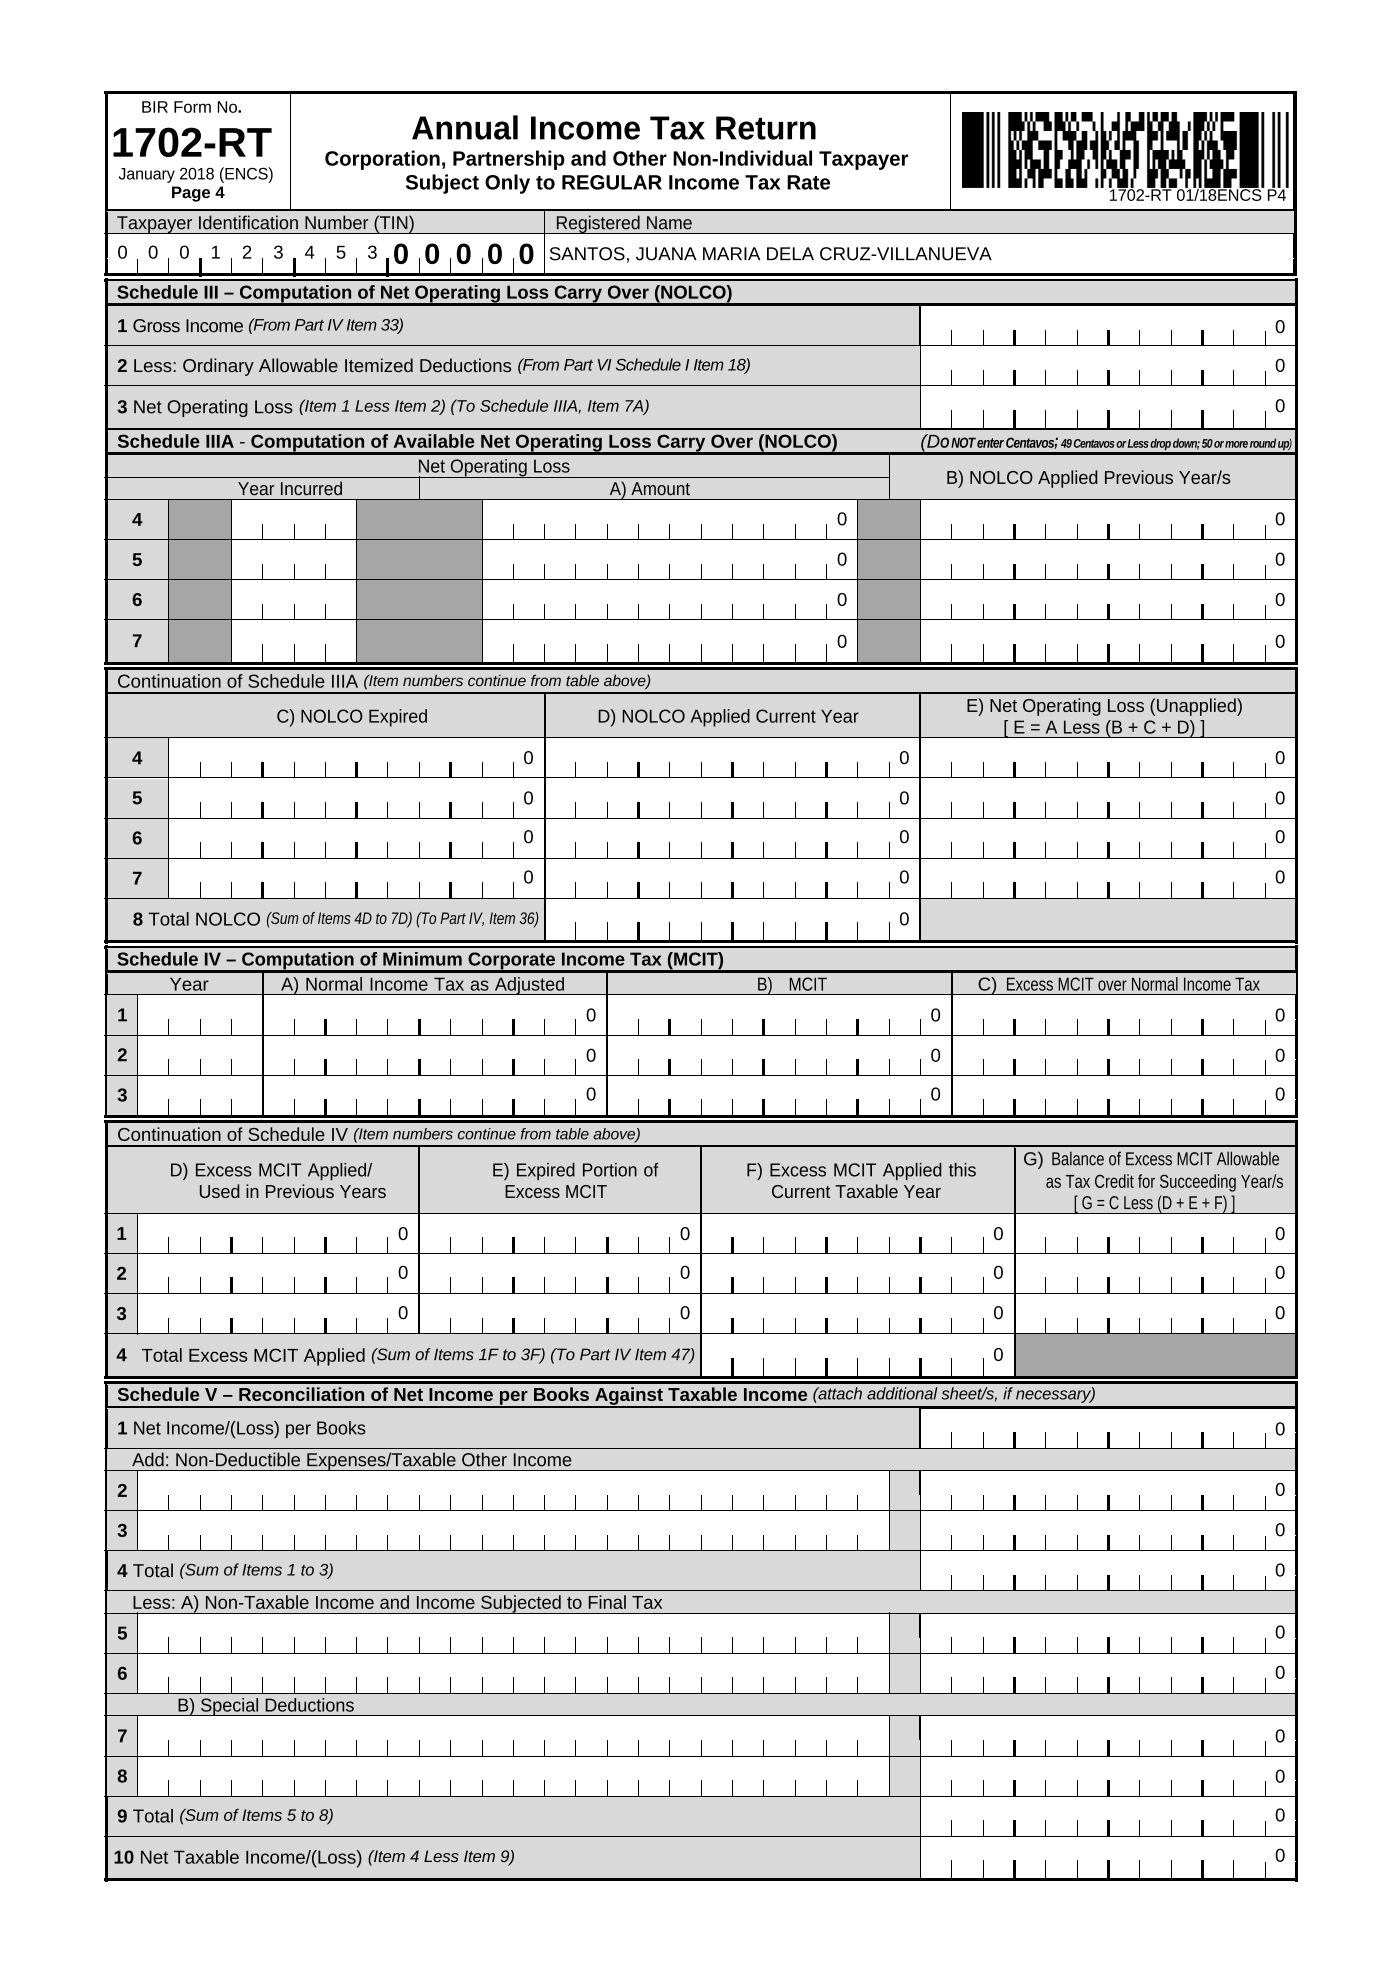 BIR Form No.
1702-RT
January 2018 (ENCS)
Page 4
Annual Income Tax Return
Corporation, Partnership and Other Non-Individual Taxpayer
Subject Only to REGULAR Income Tax Rate
1702-RT 01/18ENCS P4
Taxpayer Identification Number (TIN) Registered Name
0 0 0 1 2 3 4 5 3 0 0 0 0 0 SANTOS, JUANA MARIA DELA CRUZ-VILLANUEVA
Schedule III – Computation of Net Operating Loss Carry Over (NOLCO)
1 Gross Income (From Part IV Item 33) 0
2 Less: Ordinary Allowable Itemized Deductions (From Part VI Schedule I Item 18) 0
3 Net Operating Loss (Item 1 Less Item 2) (To Schedule IIIA, Item 7A) 0
Schedule IIIA - Computation of Available Net Operating Loss Carry Over (NOLCO) (Do NOT enter Centavos; 49 Centavos or Less drop down; 50 or more round up)
Net Operating Loss
B) NOLCO Applied Previous Year/s
Year Incurred A) Amount
4 0 0
5 0 0
6 0 0
7 0 0
Continuation of Schedule IIIA (Item numbers continue from table above)
C) NOLCO Expired D) NOLCO Applied Current Year E) Net Operating Loss (Unapplied)
[ E = A Less (B + C + D) ]
4 0 0 0
5 0 0 0
6 0 0 0
7 0 0 0
8 Total NOLCO (Sum of Items 4D to 7D) (To Part IV, Item 36) 0
Schedule IV – Computation of Minimum Corporate Income Tax (MCIT)
Year A) Normal Income Tax as Adjusted B) MCIT C) Excess MCIT over Normal Income Tax
1 0 0 0
2 0 0 0
3 0 0 0
Continuation of Schedule IV (Item numbers continue from table above)
D) Excess MCIT Applied/
Used in Previous Years
E) Expired Portion of
Excess MCIT
F) Excess MCIT Applied this
Current Taxable Year
G) Balance of Excess MCIT Allowable
as Tax Credit for Succeeding Year/s
[ G = C Less (D + E + F) ]
1 0 0 0 0
2 0 0 0 0
3 0 0 0 0
4 Total Excess MCIT Applied (Sum of Items 1F to 3F) (To Part IV Item 47) 0
Schedule V – Reconciliation of Net Income per Books Against Taxable Income (attach additional sheet/s, if necessary)
1 Net Income/(Loss) per Books 0
Add: Non-Deductible Expenses/Taxable Other Income
2 0
3 0
4 Total (Sum of Items 1 to 3) 0
Less: A) Non-Taxable Income and Income Subjected to Final Tax
5 0
6 0
B) Special Deductions
7 0
8 0
9 Total (Sum of Items 5 to 8) 0
10 Net Taxable Income/(Loss) (Item 4 Less Item 9) 0